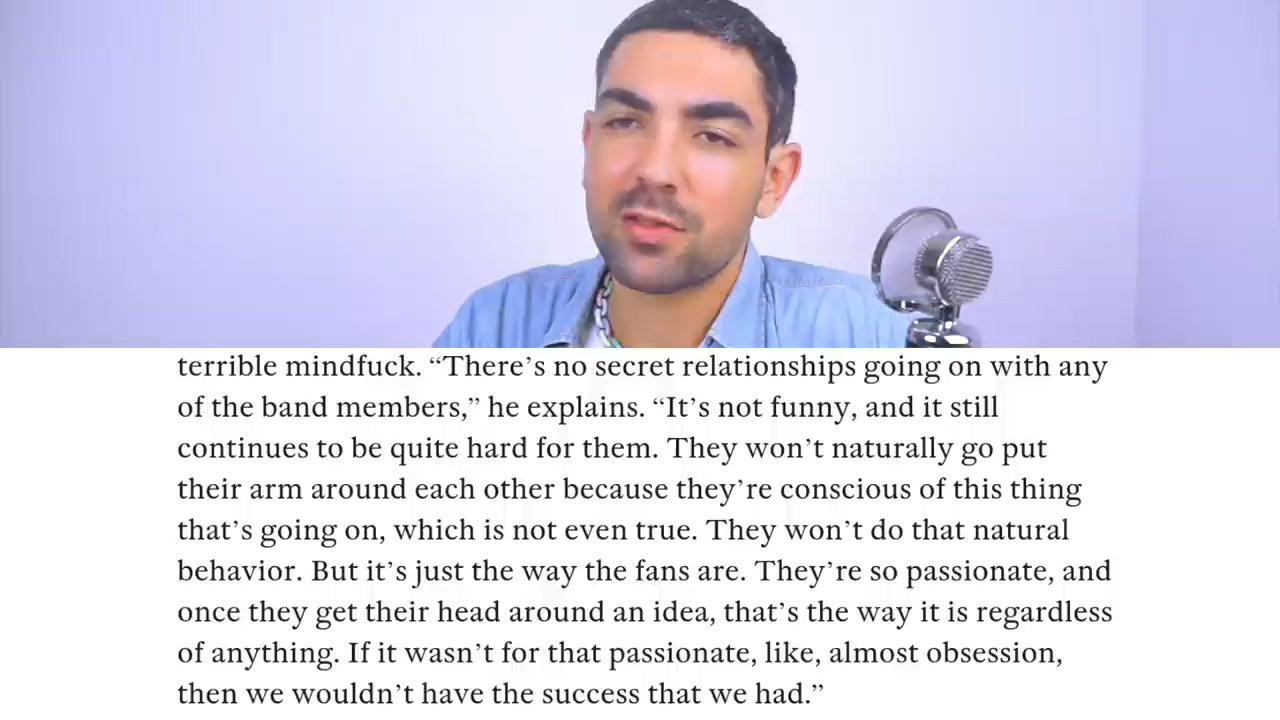 terrible mindfuck. “There’s no secret relationships going on with any
of the band members,” he explains. “It’s not funny, and it still
continues to be quite hard for them. They won’t naturally go put
their arm around each other because they’re conscious of this thing
that’s going on, which is not even true. They won’t do that natural
behavior. But it’s just the way the fans are. They’re so passionate, and
once they get their head around an idea, that’s the way it is regardless
of anything. If it wasn’t for that passionate, like, almost obsession,
then we wouldn’t have the success that we had.”